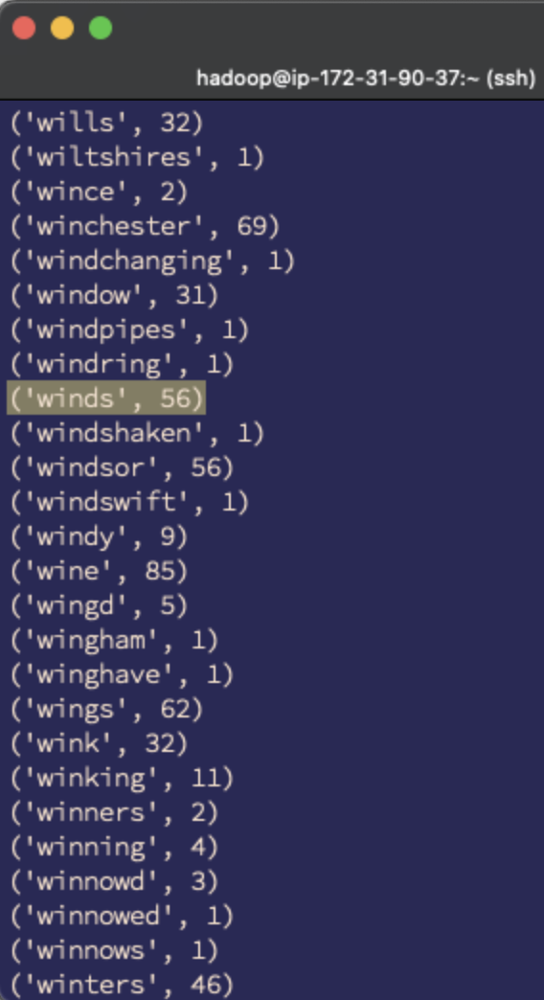 hadoop@ip-172-31-90-37:~ (ssh)
('wills', 32)
('wiltshires', 1)
('wince', 2)
('winchester', 69)
('windchanging', 1)
('window', 31)
('windpipes', 1)
('windring', 1)
('winds', 56)
('windshaken', 1)
('windsor', 56)
('windswift', 1)
('windy', 9)
('wine', 85)
('wingd', 5)
('wingham', 1)
('winghave', 1)
('wings', 62)
('wink', 32)
('winking', 11)
('winners', 2)
('winning', 4)
('winnowd', 3)
('winnowed', 1)
('winnows', 1)
('winters', 46)